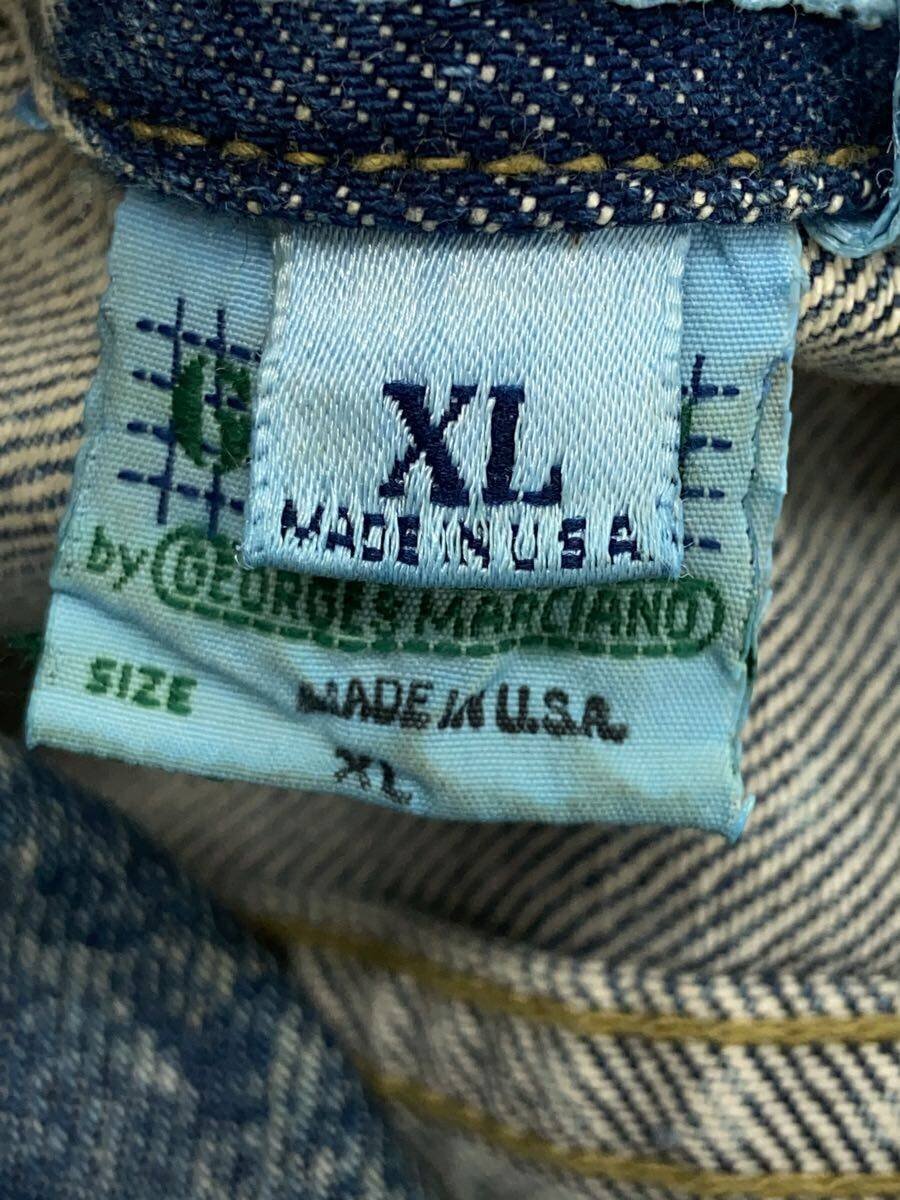 XL
MADE IN U S A
G
by GEORGES MARCIANO
SIZE MADE IN U.S.A.
XL